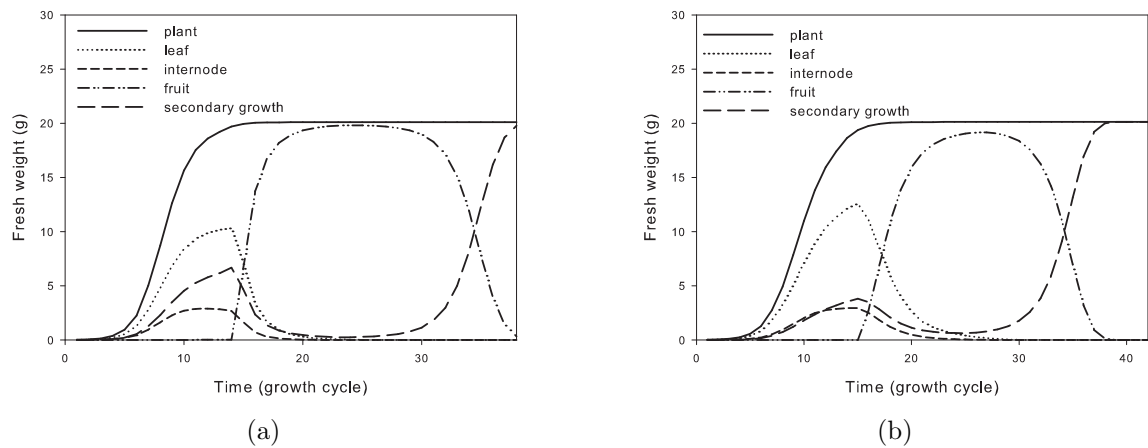 30
25
20
15
10
5
0
Fresh weight (g)
plant
leaf
internode
fruit
secondary growth
0 10 20 30
Time (growth cycle)
(a)
30
25
20
15
10
5
0
Fresh weight (g)
plant
leaf
internode
fruit
secondary growth
0 10 20 30 40
Time (growth cycle)
(b)